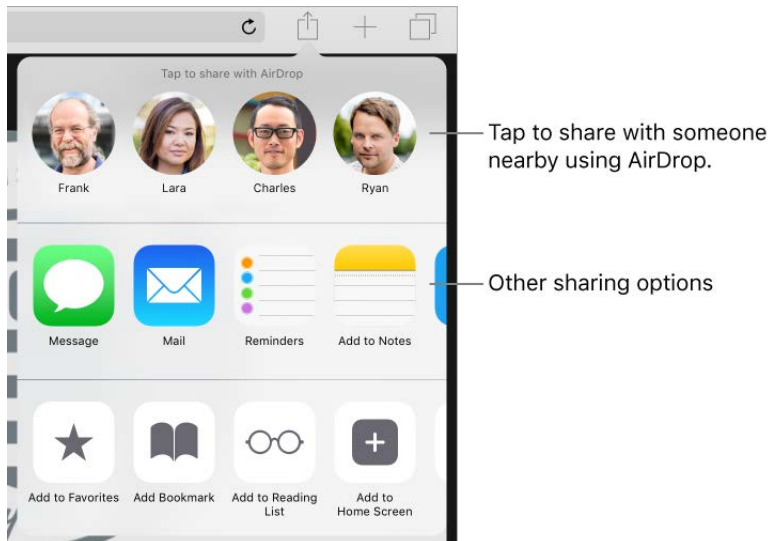 Tap to share with AirDrop
Frank
Lara
Charles
Ryan
Tap to share with someone
nearby using AirDrop.
Message
Mail
Reminders
Add to Notes
Other sharing options
Add to Favorites
Add Bookmark
Add to Reading
List
Add to
Home Screen